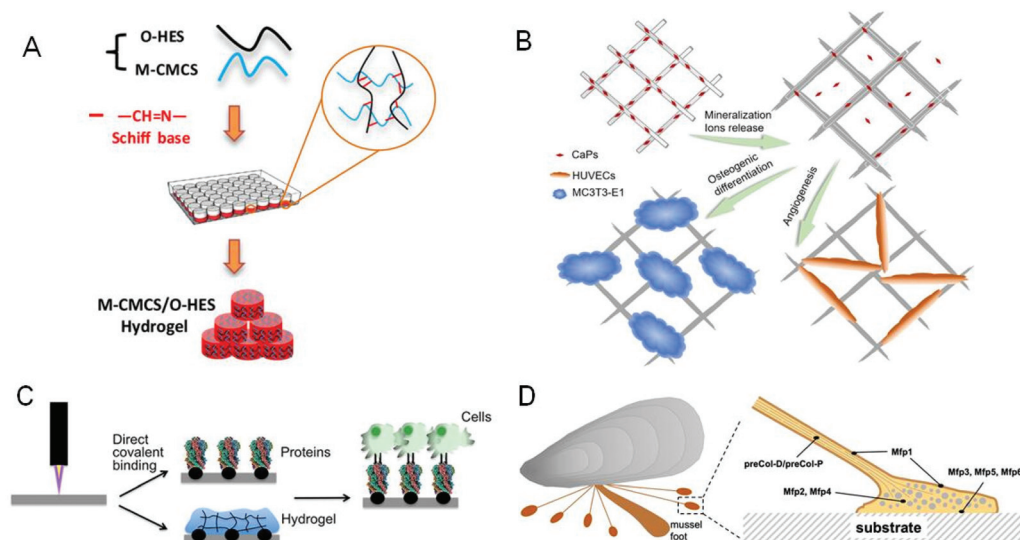 A
O-HES
M-CMCS
—CH=N—
Schiff base
M-CMCS/O-HES
Hydrogel
B
Mineralization
Ions release
CaPs
HUVECs
MC3T3-E1
Osteogenic
differentiation
Angiogenesis
C
Direct
covalent
binding
Proteins
Hydrogel
Cells
D
mussel
foot
preCol-D/preCol-P
Mfp1
Mfp2, Mfp4
Mfp3, Mfp5, Mfp6
substrate